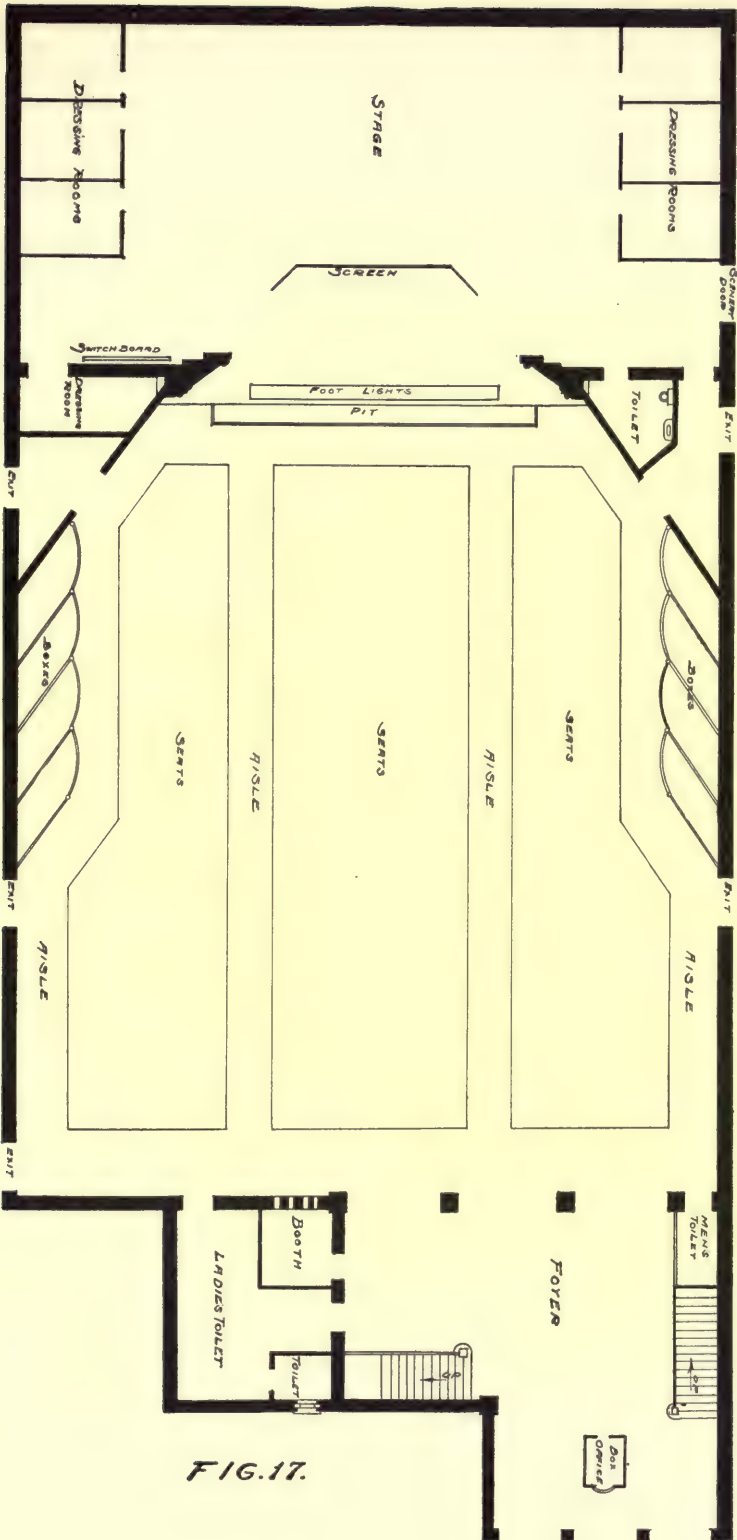 STAGE
DRESSING ROOMS
DRESSING ROOMS
SCENERY
DOOR
SCREEN
SWITCH BOARD
DRESSING
ROOM
FOOT LIGHTS
PIT
TOILET
EXIT
EXIT
BOXES
BOXES
SEATS
AISLE
SEATS
AISLE
SEATS
EXIT
EXIT
AISLE
AISLE
EXIT
BOOTH
LADIES TOILET
TOILET
UP
FOYER
MENS
TOILET
UP
BOX
OFFICE
FIG. 17.